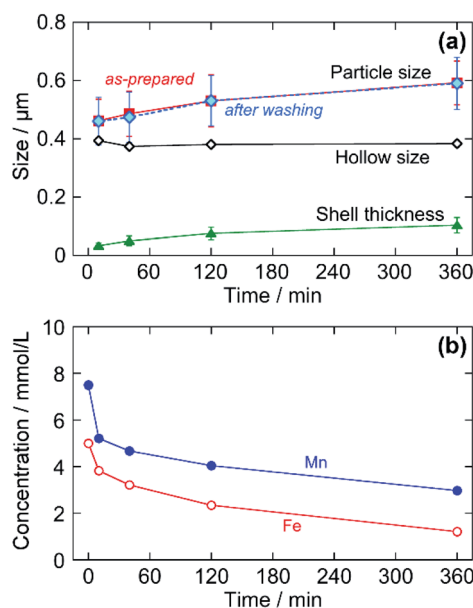 (a)
0.8
0.6
0.4
0.2
0
Size / μm
as-prepared
Particle size
after washing
Hollow size
Shell thickness
0 60 120 180 240 300 360
Time / min
(b)
10
8
6
4
2
0
Concentration / mmol/L
Mn
Fe
0 60 120 180 240 300 360
Time / min